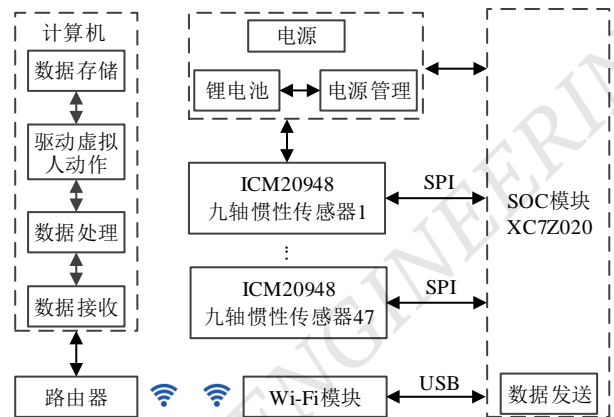 计算机
数据存储
驱动虚拟
人动作
数据处理
数据接收
路由器
电源
锂电池
电源管理
ICM20948
九轴惯性传感器1
SPI
⋮
ICM20948
九轴惯性传感器47
SPI
Wi-Fi模块
USB
SOC模块
XC7Z020
数据发送
ENGINEERIN